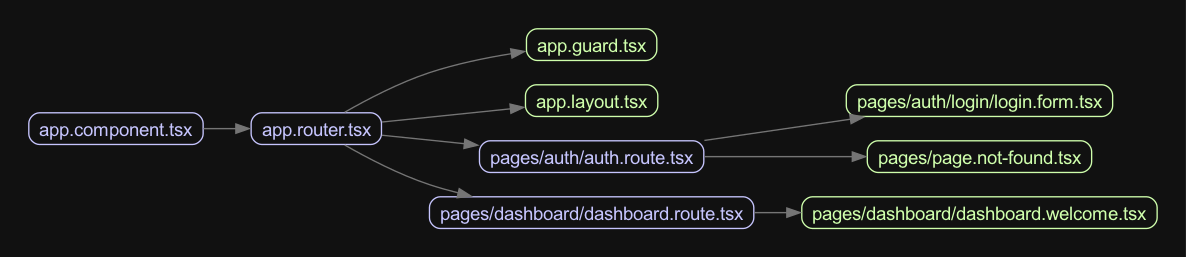 app.guard.tsx
app.layout.tsx
pages/auth/login/login.form.tsx
app.component.tsx
app.router.tsx
pages/auth/auth.route.tsx
pages/page.not-found.tsx
pages/dashboard/dashboard.route.tsx
pages/dashboard/dashboard.welcome.tsx